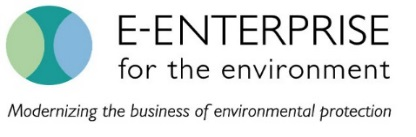 E-ENTERPRISE
for the environment
Modernizing the business of environmental protection